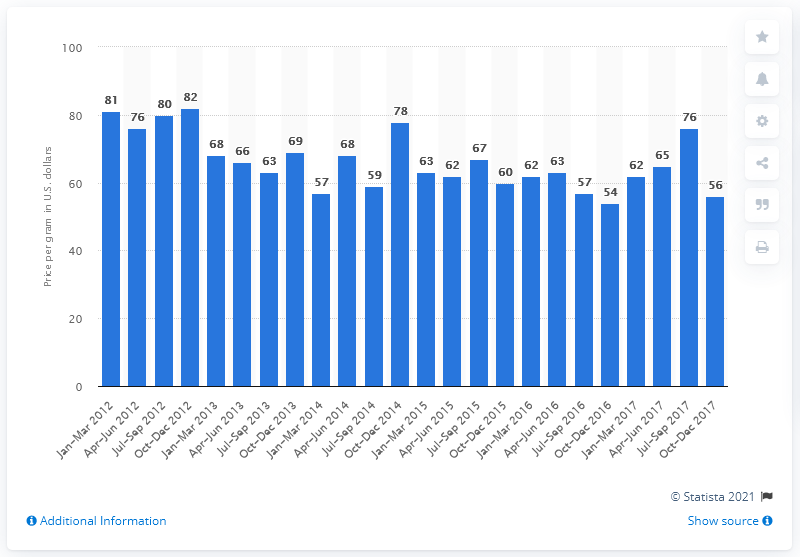 100
80
60
40
20
0
Price per gram in U.S. dollars
81
76
80
82
68
66
63
69
57
68
59
78
63
62
67
60
62
63
57
54
62
65
76
56
Jan–Mar 2012
Apr–Jun 2012
Jul–Sep 2012
Oct–Dec 2012
Jan–Mar 2013
Apr–Jun 2013
Jul–Sep 2013
Oct–Dec 2013
Jan–Mar 2014
Apr–Jun 2014
Jul–Sep 2014
Oct–Dec 2014
Jan–Mar 2015
Apr–Jun 2015
Jul–Sep 2015
Oct–Dec 2015
Jan–Mar 2016
Apr–Jun 2016
Jul–Sep 2016
Oct–Dec 2016
Jan–Mar 2017
Apr–Jun 2017
Jul–Sep 2017
Oct–Dec 2017
© Statista 2021
Additional Information
Show source